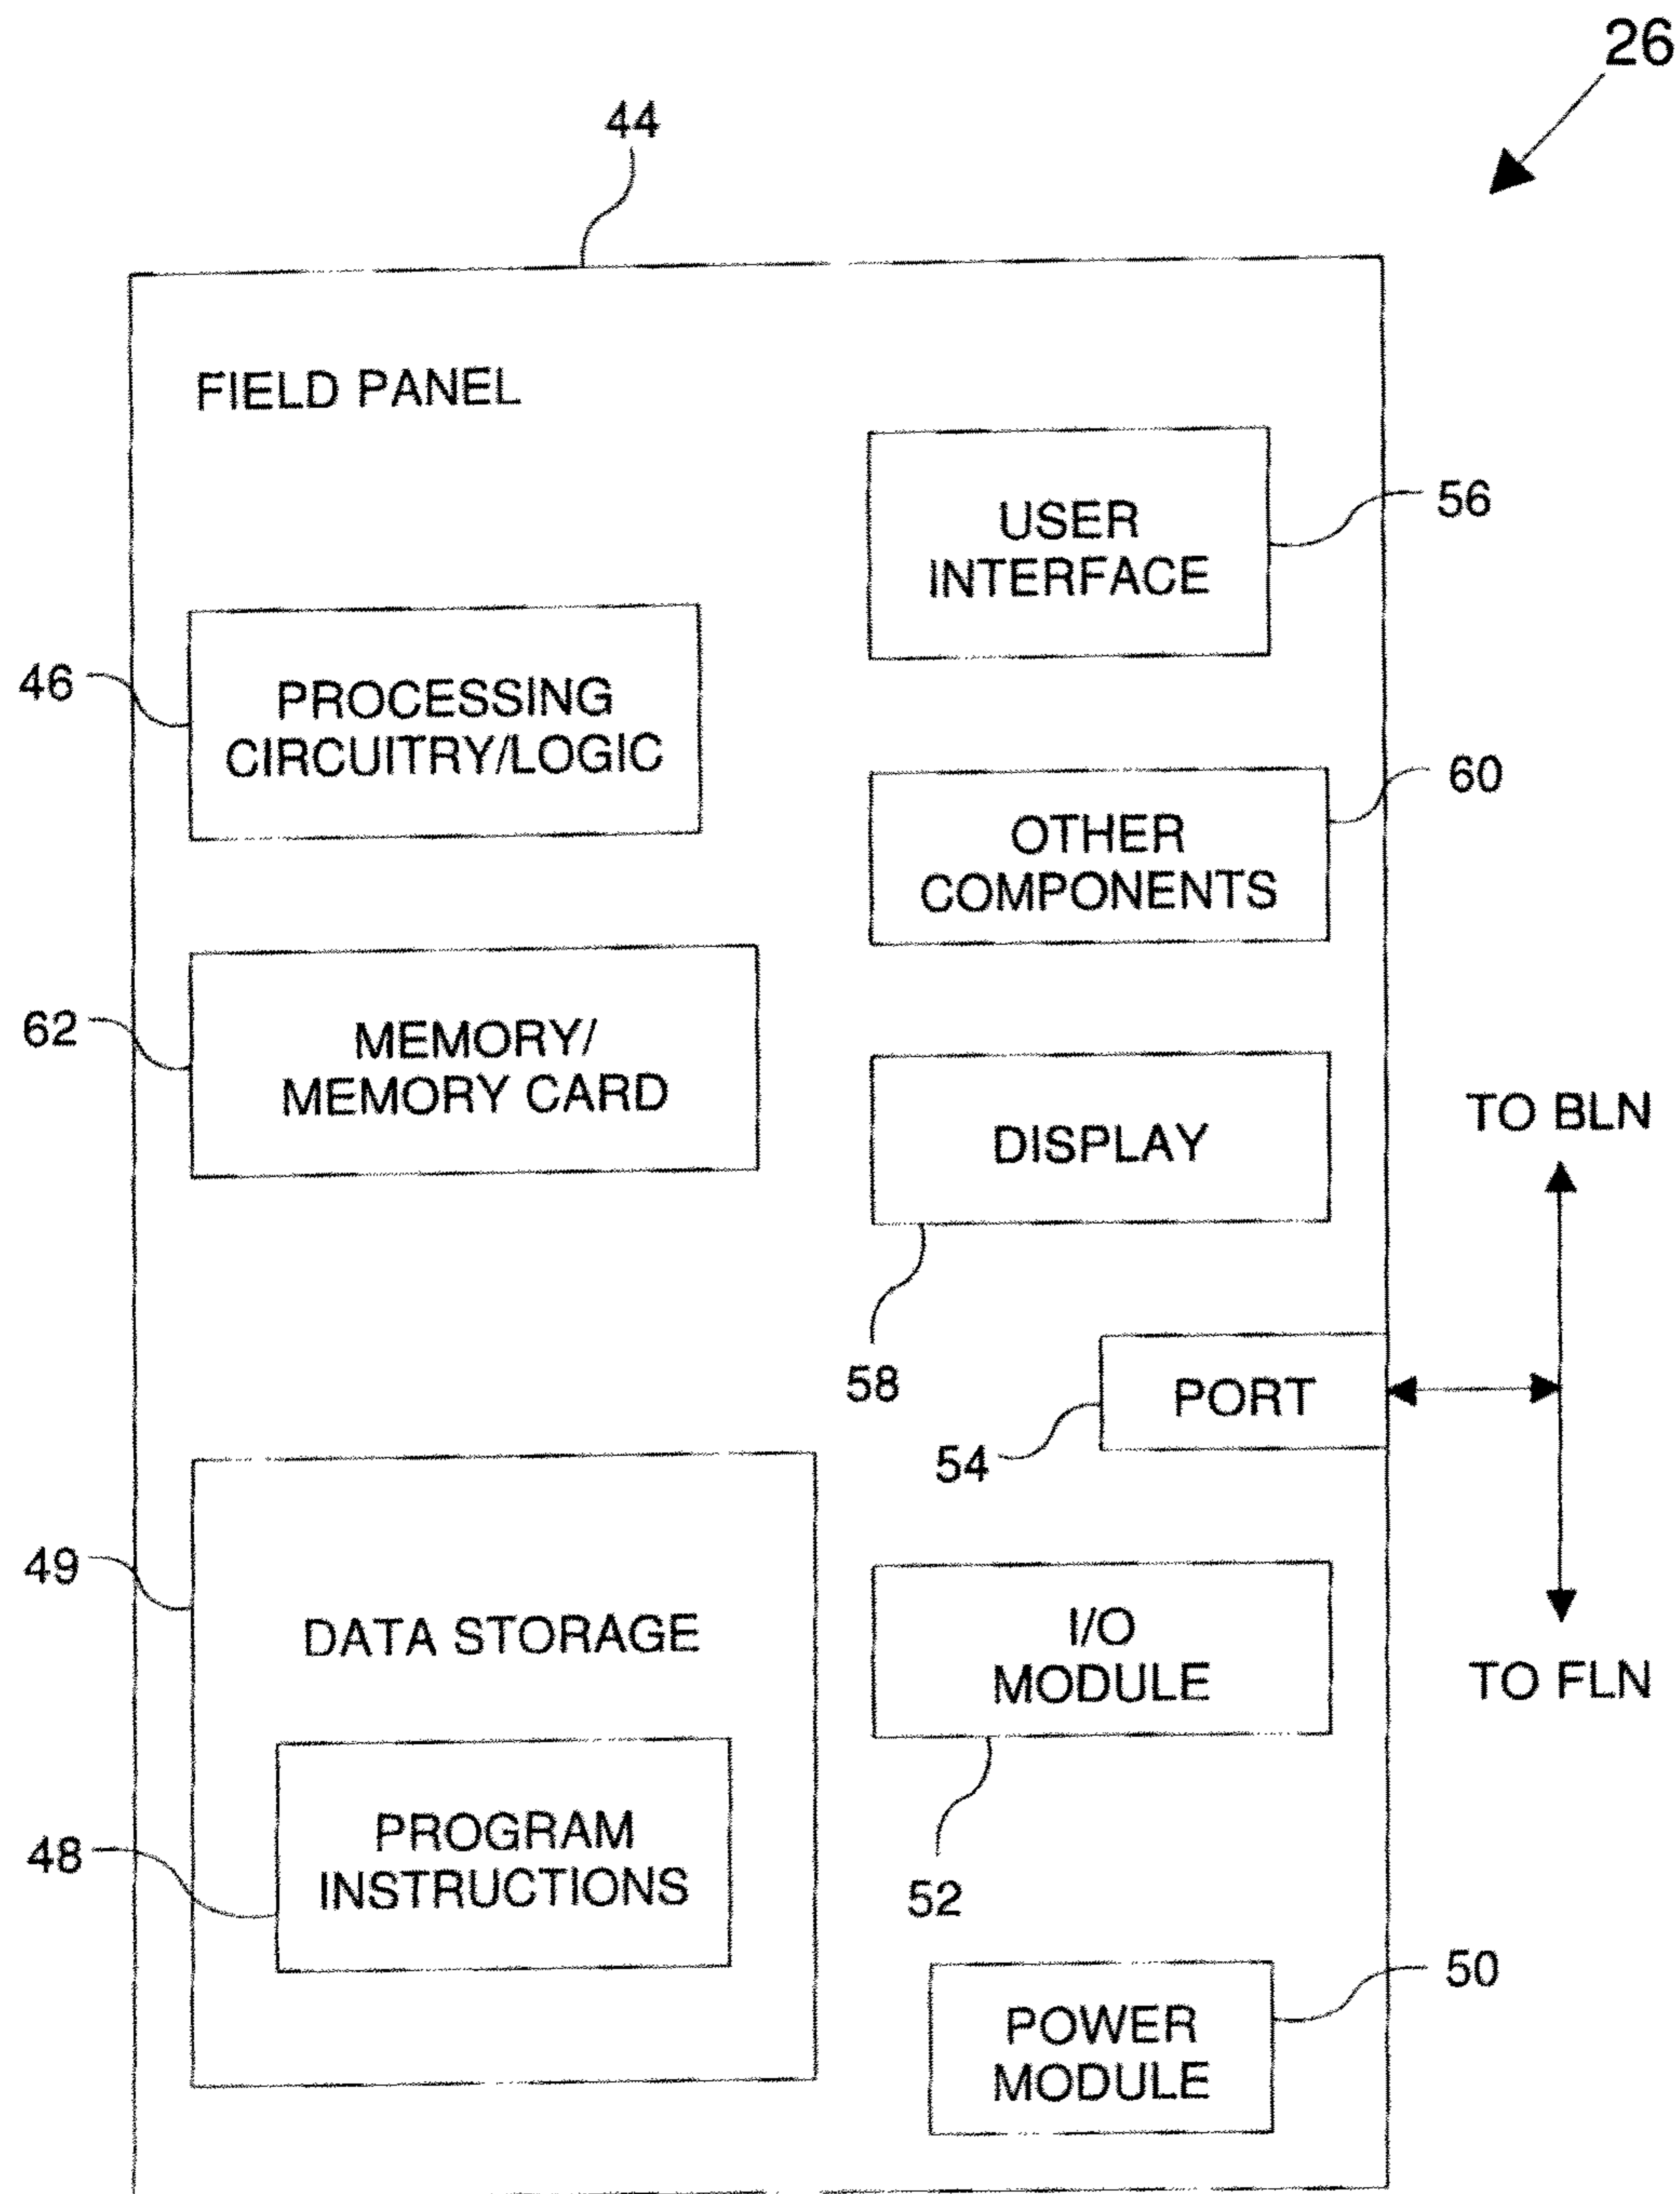 26
44
FIELD PANEL
USER
INTERFACE
56
46
PROCESSING
CIRCUITRY/LOGIC
60
OTHER
COMPONENTS
62
MEMORY/
MEMORY CARD
DISPLAY
58
TO BLN
PORT
54
49
DATA STORAGE
I/O
MODULE
52
TO FLN
48
PROGRAM
INSTRUCTIONS
50
POWER
MODULE